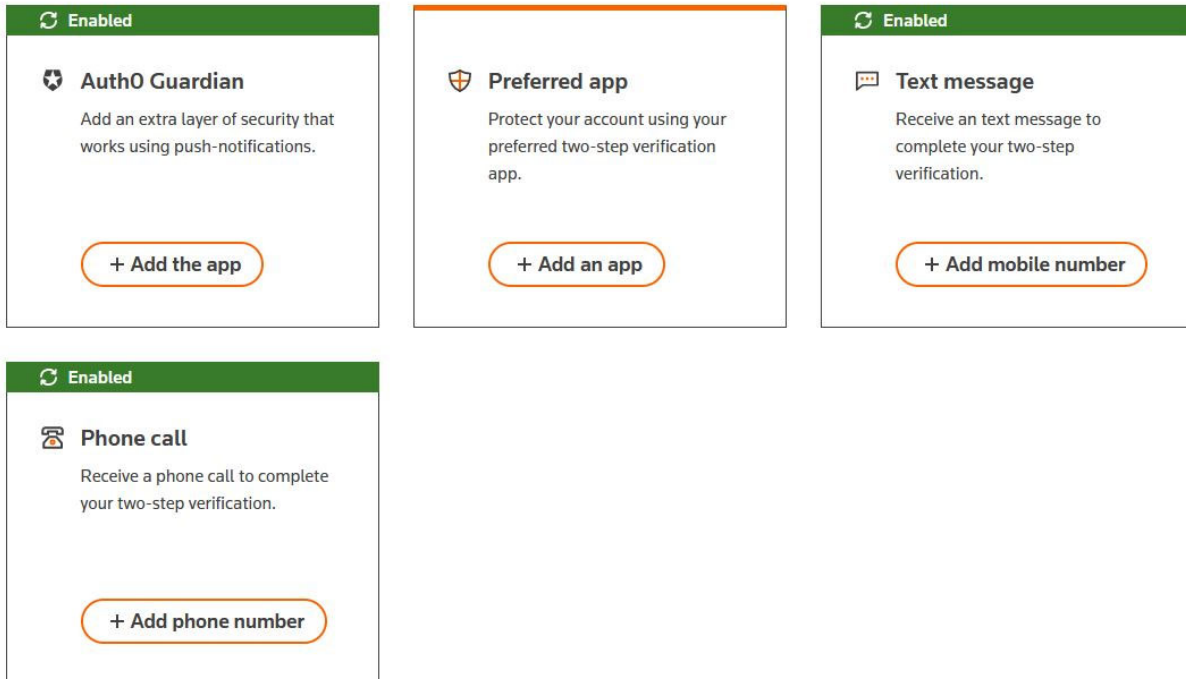 Enabled
Auth0 Guardian
Add an extra layer of security that
works using push-notifications.
+ Add the app
Preferred app
Protect your account using your
preferred two-step verification
app.
+ Add an app
Enabled
Text message
Receive an text message to
complete your two-step
verification.
+ Add mobile number
Enabled
Phone call
Receive a phone call to complete
your two-step verification.
+ Add phone number